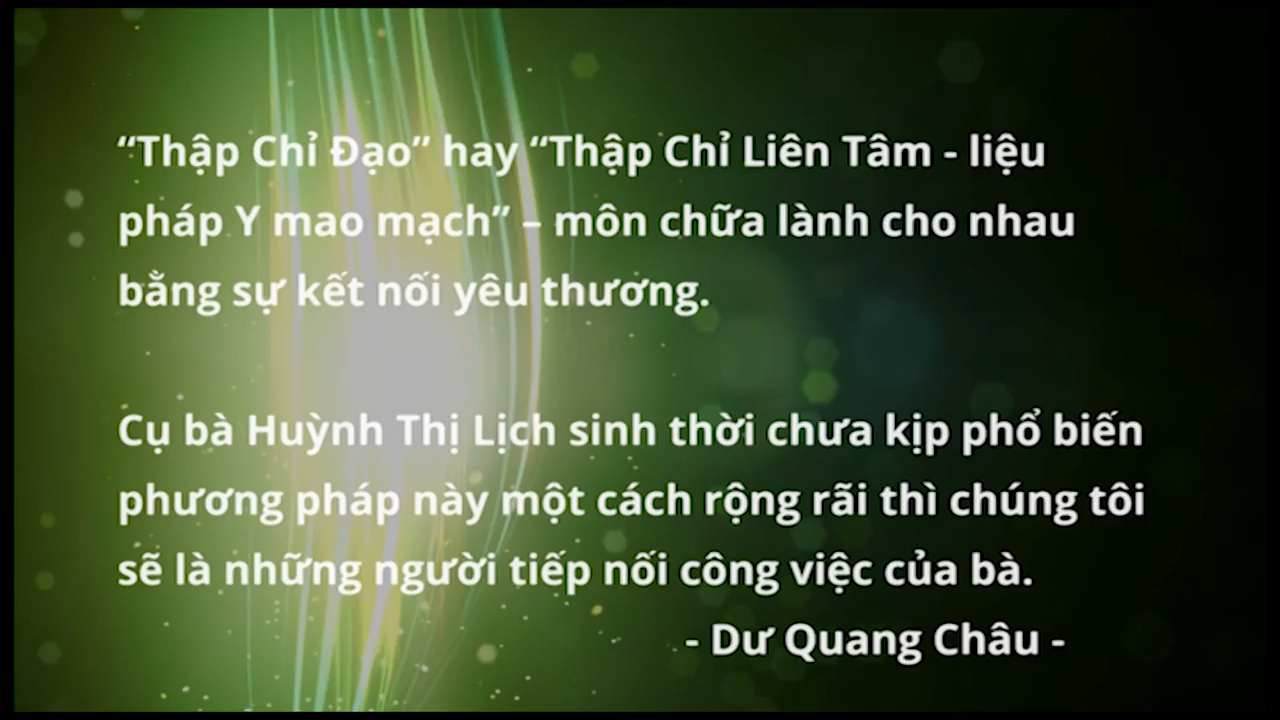 “Thập Chỉ Đạo” hay “Thập Chỉ Liên Tâm - liệu
pháp Y mao mạch” – môn chữa lành cho nhau
bằng sự kết nối yêu thương.
Cụ bà Huỳnh Thị Lịch sinh thời chưa kịp phổ biến
phương pháp này một cách rộng rãi thì chúng tôi
sẽ là những người tiếp nối công việc của bà.
- Dư Quang Châu -